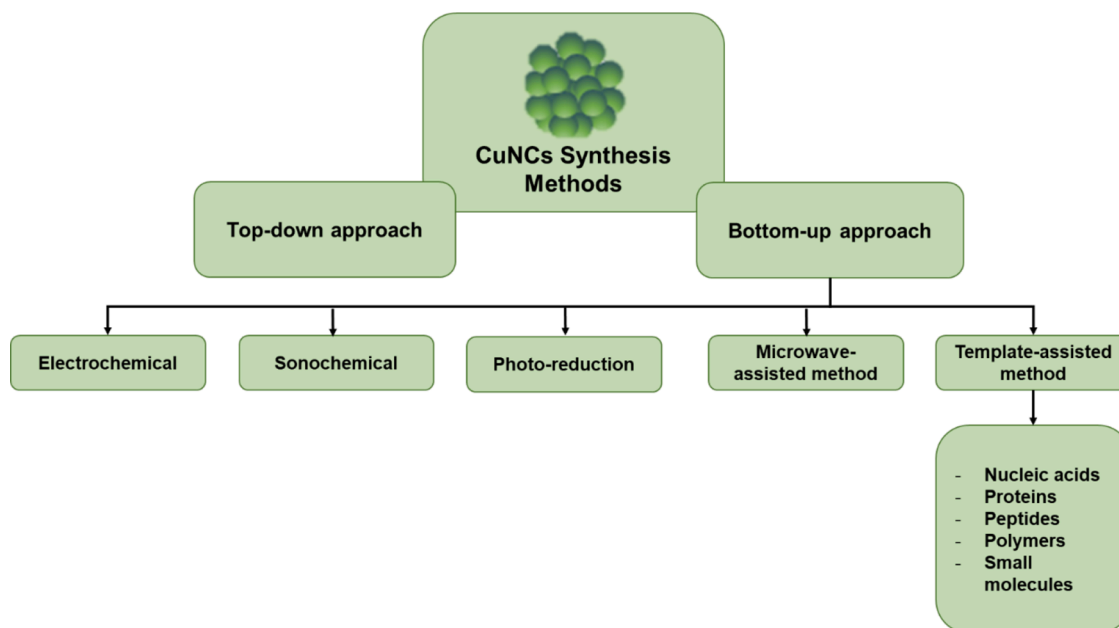 CuNCs Synthesis
Methods
Top-down approach
Bottom-up approach
Electrochemical
Sonochemical
Photo-reduction
Microwave-
assisted method
Template-assisted
method
- Nucleic acids
- Proteins
- Peptides
- Polymers
- Small
molecules